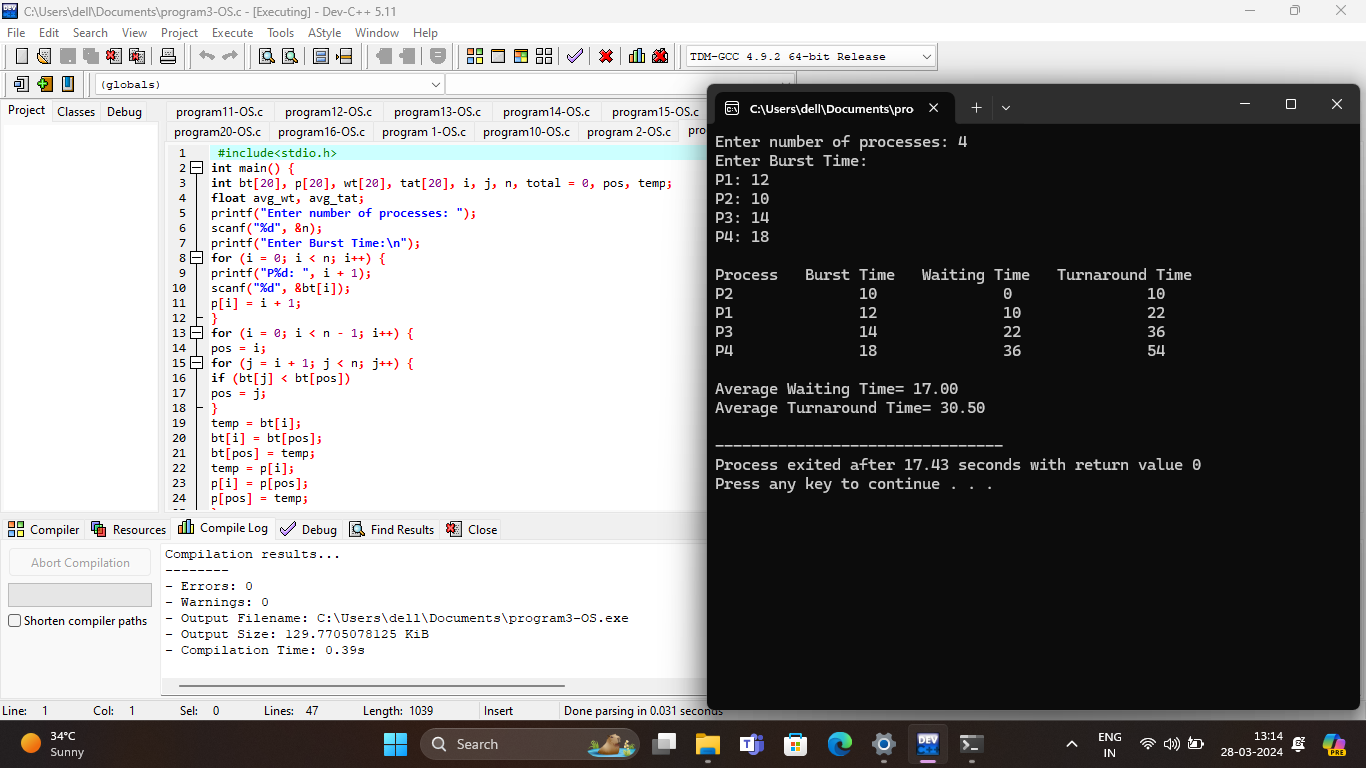 C:\Users\dell\Documents\program3-OS.c - [Executing] - Dev-C++ 5.11
File Edit Search View Project Execute Tools AStyle Window Help
TDM-GCC 4.9.2 64-bit Release
(globals)
Project Classes Debug
program11-OS.c program12-OS.c program13-OS.c program14-OS.c program15-OS.c
program20-OS.c program16-OS.c program 1-OS.c program10-OS.c program 2-OS.c pro
1 #include<stdio.h>
2 int main() {
3 int bt[20], p[20], wt[20], tat[20], i, j, n, total = 0, pos, temp;
4 float avg_wt, avg_tat;
5 printf("Enter number of processes: ");
6 scanf("%d", &n);
7 printf("Enter Burst Time:\n");
8 for (i = 0; i < n; i++) {
9 printf("P%d: ", i + 1);
10 scanf("%d", &bt[i]);
11 p[i] = i + 1;
12 }
13 for (i = 0; i < n - 1; i++) {
14 pos = i;
15 for (j = i + 1; j < n; j++) {
16 if (bt[j] < bt[pos])
17 pos = j;
18 }
19 temp = bt[i];
20 bt[i] = bt[pos];
21 bt[pos] = temp;
22 temp = p[i];
23 p[i] = p[pos];
24 p[pos] = temp;
Compiler Resources Compile Log Debug Find Results Close
Abort Compilation
Shorten compiler paths
Compilation results...
--------
- Errors: 0
- Warnings: 0
- Output Filename: C:\Users\dell\Documents\program3-OS.exe
- Output Size: 129.7705078125 KiB
- Compilation Time: 0.39s
Line: 1 Col: 1 Sel: 0 Lines: 47 Length: 1039 Insert Done parsing in 0.031 seconds
C:\Users\dell\Documents\pro
Enter number of processes: 4
Enter Burst Time:
P1: 12
P2: 10
P3: 14
P4: 18
Process Burst Time Waiting Time Turnaround Time
P2 10 0 10
P1 12 10 22
P3 14 22 36
P4 18 36 54
Average Waiting Time= 17.00
Average Turnaround Time= 30.50
--------------------------------
Process exited after 17.43 seconds with return value 0
Press any key to continue . . .
34°C
Sunny
Search
DEV
ENG
IN
13:14
28-03-2024
PRE